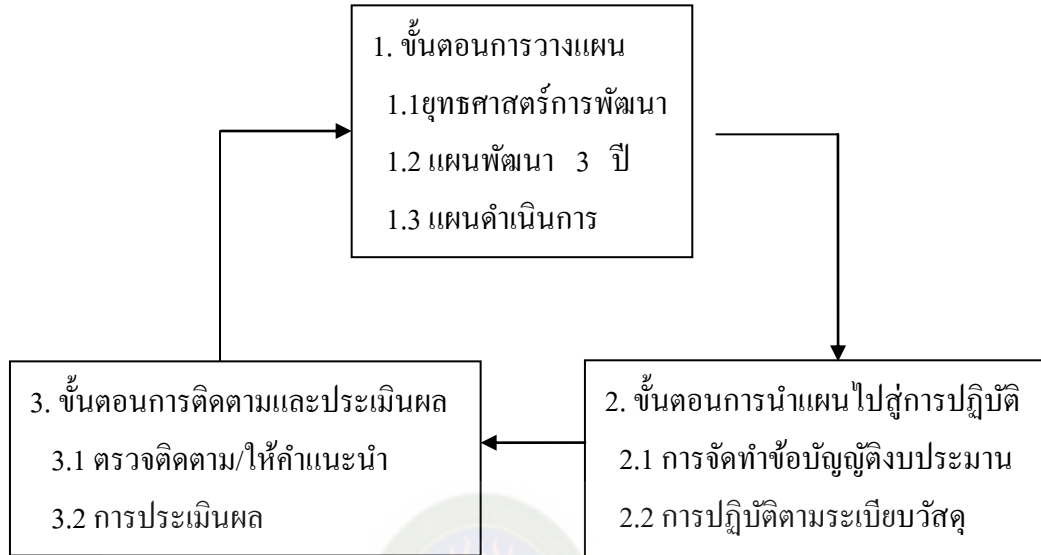 1. ขั้นตอนการวางแผน
1.1ยุทธศาสตร์การพัฒนา
1.2 แผนพัฒนา 3 ปี
1.3 แผนดำเนินการ
3. ขั้นตอนการติดตามและประเมินผล
3.1 ตรวจติดตาม/ให้คำแนะนำ
3.2 การประเมินผล
2. ขั้นตอนการนำแผนไปสู่การปฏิบัติ
2.1 การจัดทำข้อบัญญัติงบประมาน
2.2 การปฏิบัติตามระเบียบวัสดุ